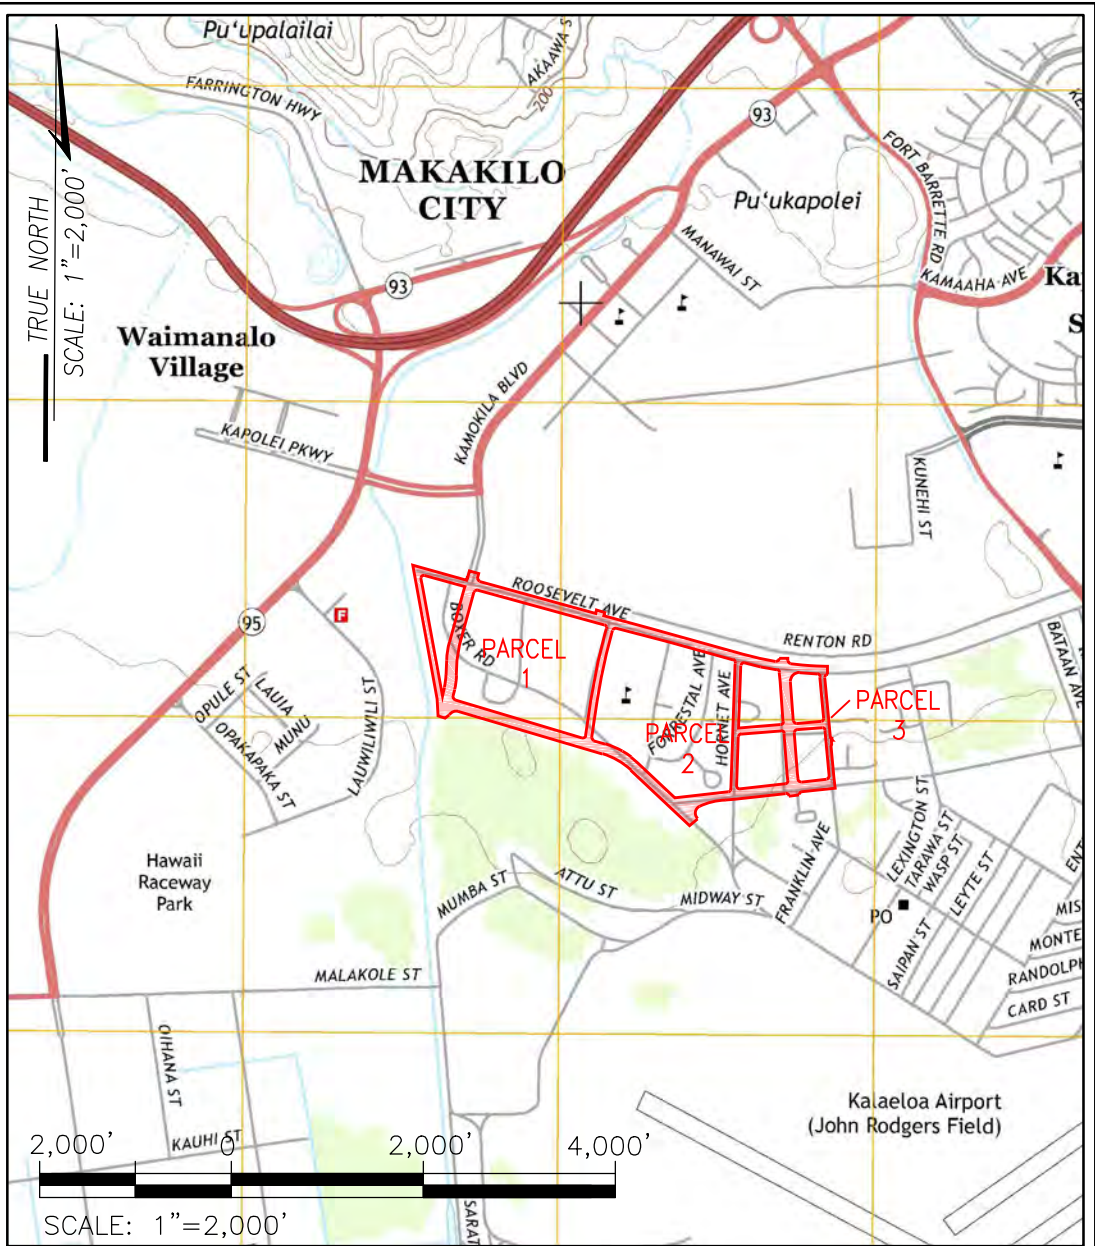 Pu'upalailai
AKAAWA S
200
FARRINGTON HWY
93
MAKAKILO
CITY
FORT BARRETTE RD
Pu'ukapolei
TRUE NORTH
SCALE: 1"=2,000'
MANAWAI ST
KAMAAHA AVE
Ka
S
93
Waimanalo
Village
KAMOKILA BLVD
KAPOLEI PKWY
KUNEHI ST
ROOSEVELT AVE
RENTON RD
F
95
BOXER RD
PARCEL
1
FORRESTAL AVE
HORNET AVE
PARCEL
2
PARCEL
3
BATAAN AVE
OPULE ST
LAUIA
MUNU
OPAKAPAKA ST
LAUWILIWILI ST
Hawaii
Raceway
Park
MUMBA ST
ATTU ST
MIDWAY ST
FRANKLIN AVE
LEXINGTON ST
TARAWA ST
WASP ST
LEYTE ST
ENT
PO
SAIPAN ST
MIS
MONTE
RANDOLPH
CARD ST
MALAKOLE ST
OIHANA ST
KAUHI ST
Kalaeloa Airport
(John Rodgers Field)
2,000' 0 2,000' 4,000'
SCALE: 1"=2,000'
SARAT